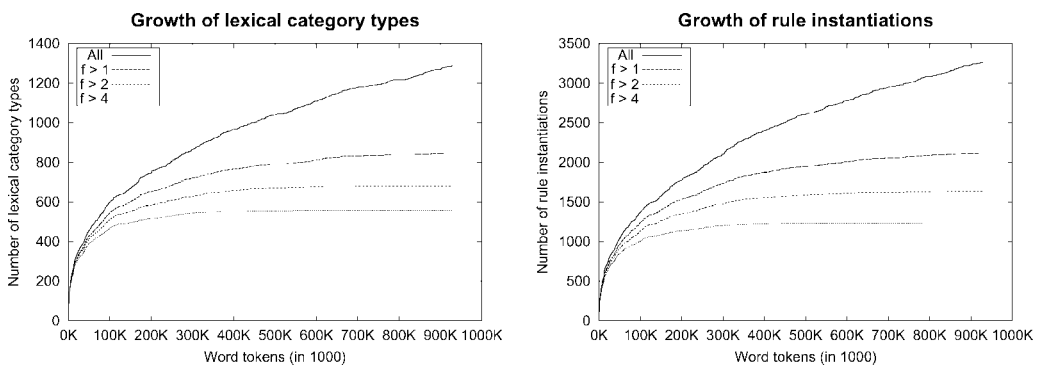 Growth of lexical category types
1400
1200
1000
800
600
400
200
0
Number of lexical category types
All
f > 1
f > 2
f > 4
0K 100K 200K 300K 400K 500K 600K 700K 800K 900K 1000K
Word tokens (in 1000)
Growth of rule instantiations
3500
3000
2500
2000
1500
1000
500
0
Number of rule instantiations
All
f > 1
f > 2
f > 4
0K 100K 200K 300K 400K 500K 600K 700K 800K 900K 1000K
Word tokens (in 1000)